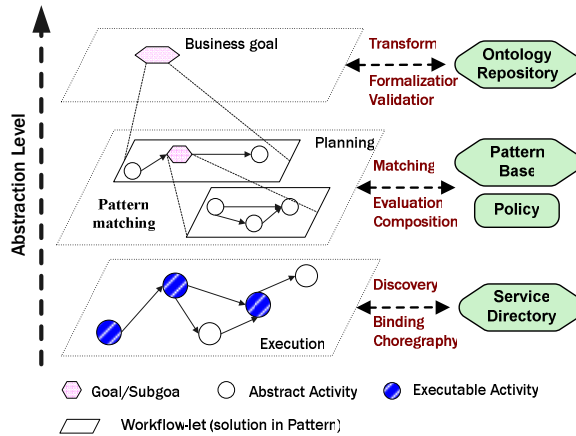 Business goal
Transform
Formalization
Validation
Ontology
Repository
Abstraction Level
Planning
Pattern
matching
Matching
Evaluation
Composition
Pattern
Base
Policy
Discovery
Binding
Choregraphy
Service
Directory
Execution
Goal/Subgoa
Abstract Activity
Executable Activity
Workflow-let (solution in Pattern)